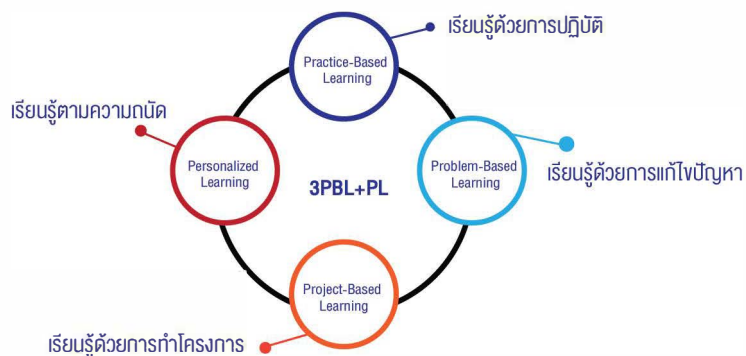 เรียนรู้ด้วยการปฏิบัติ
Practice-Based
Learning
เรียนรู้ตามความถนัด
Personalized
Learning
3PBL+PL
Problem-Based
Learning
เรียนรู้ด้วยการแก้ไขปัญหา
Project-Based
Learning
เรียนรู้ด้วยการทำโครงการ